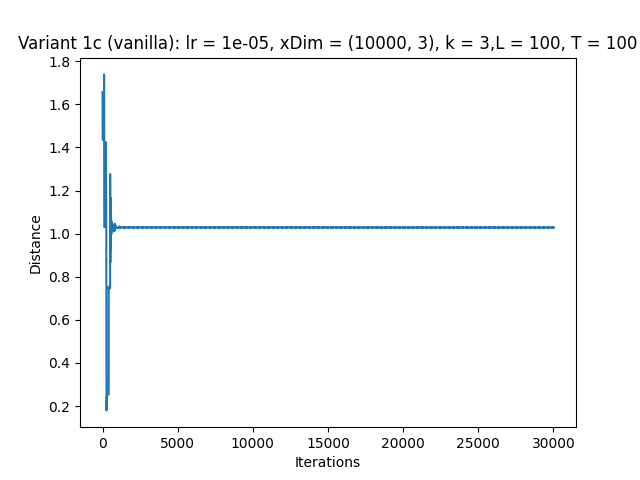 Variant 1c (vanilla): lr = 1e-05, xDim = (10000, 3), k = 3,L = 100, T = 100
1.8
1.6
1.4
1.2
1.0
0.8
0.6
0.4
0.2
Distance
0 5000 10000 15000 20000 25000 30000
Iterations